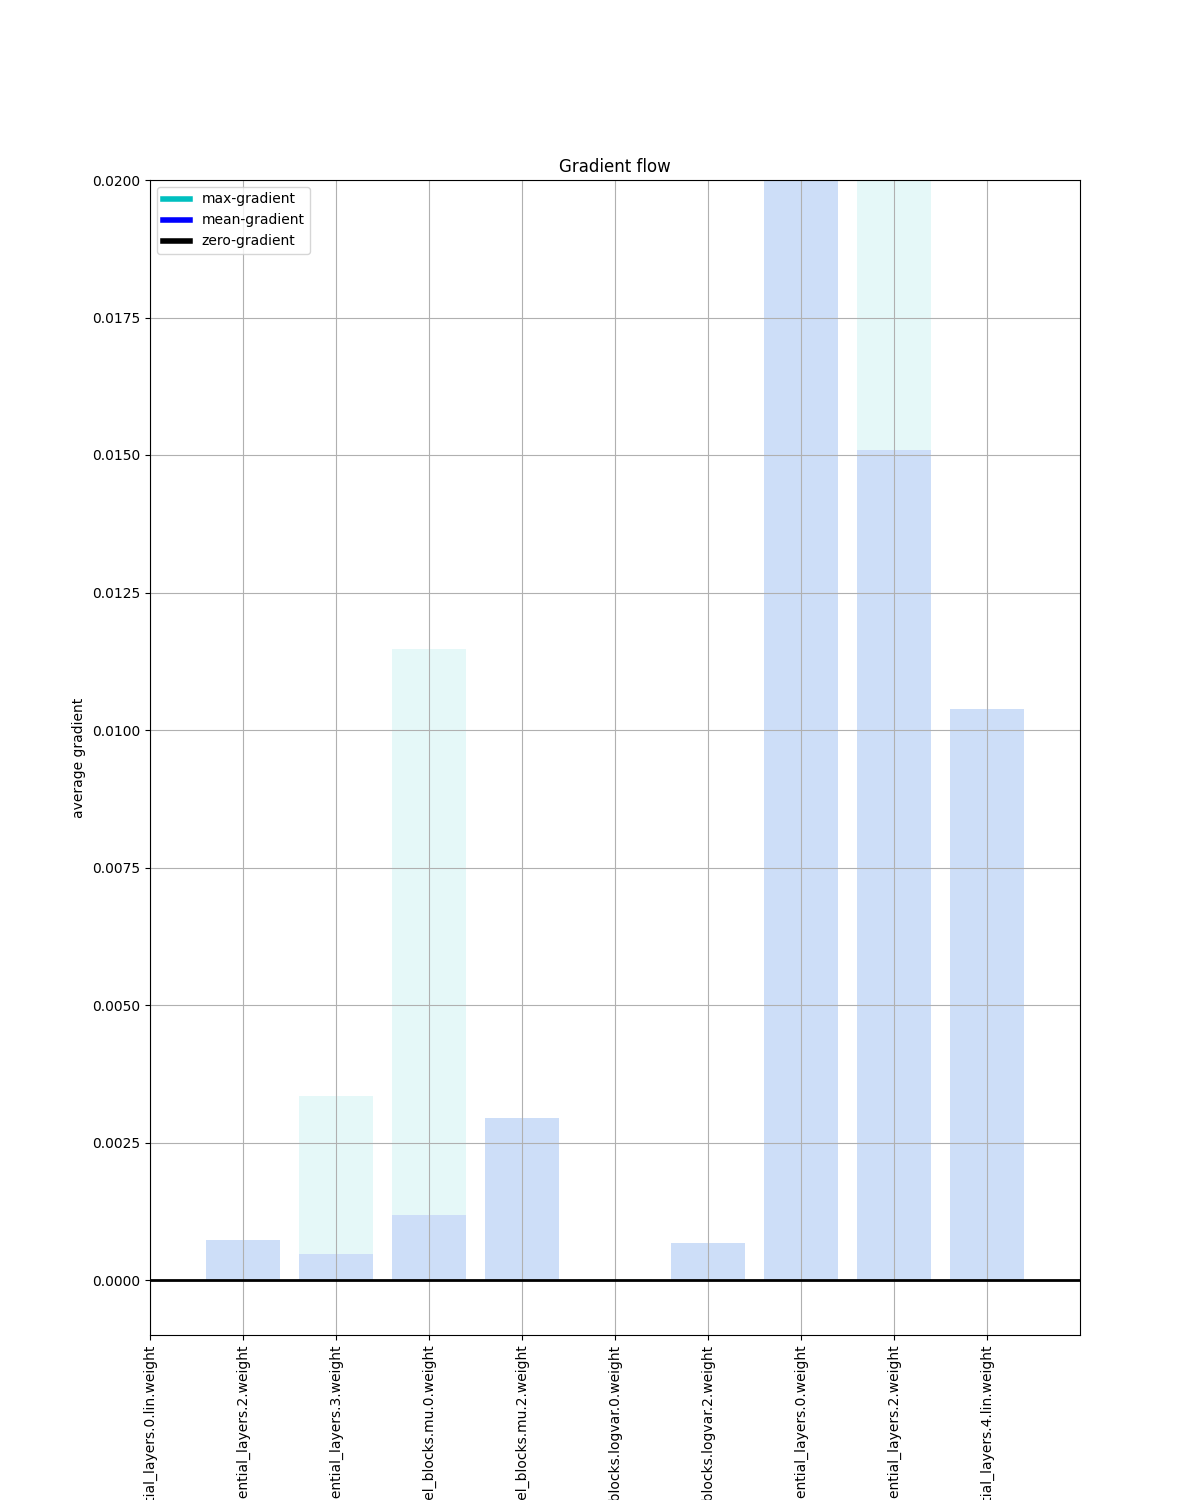 Gradient flow
max-gradient
mean-gradient
zero-gradient
0.0200
0.0175
0.0150
0.0125
0.0100
0.0075
0.0050
0.0025
0.0000
average gradient
tial_layers.0.lin.weight
ential_layers.2.weight
ential_layers.3.weight
el_blocks.mu.0.weight
el_blocks.mu.2.weight
blocks.logvar.0.weight
blocks.logvar.2.weight
ential_layers.0.weight
ential_layers.2.weight
tial_layers.4.lin.weight